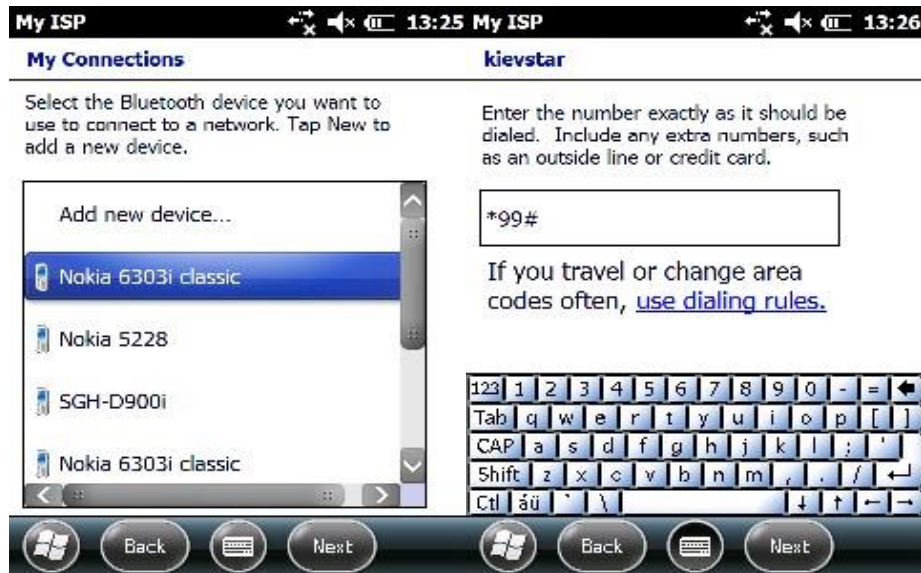 My ISP 13:25
My Connections
Select the Bluetooth device you want to
use to connect to a network. Tap New to
add a new device.
Add new device...
Nokia 6303i classic
Nokia 5228
SGH-D900i
Nokia 6303i classic
Back Next
My ISP 13:26
kievstar
Enter the number exactly as it should be
dialed. Include any extra numbers, such
as an outside line or credit card.
*99#
If you travel or change area
codes often, use dialing rules.
123 1 2 3 4 5 6 7 8 9 0 - =
Tab q w e r t y u i o p [ ]
CAP a s d f g h j k l ; '
Shift z x c v b n m , . /
Ctl áü ` \
Back Next